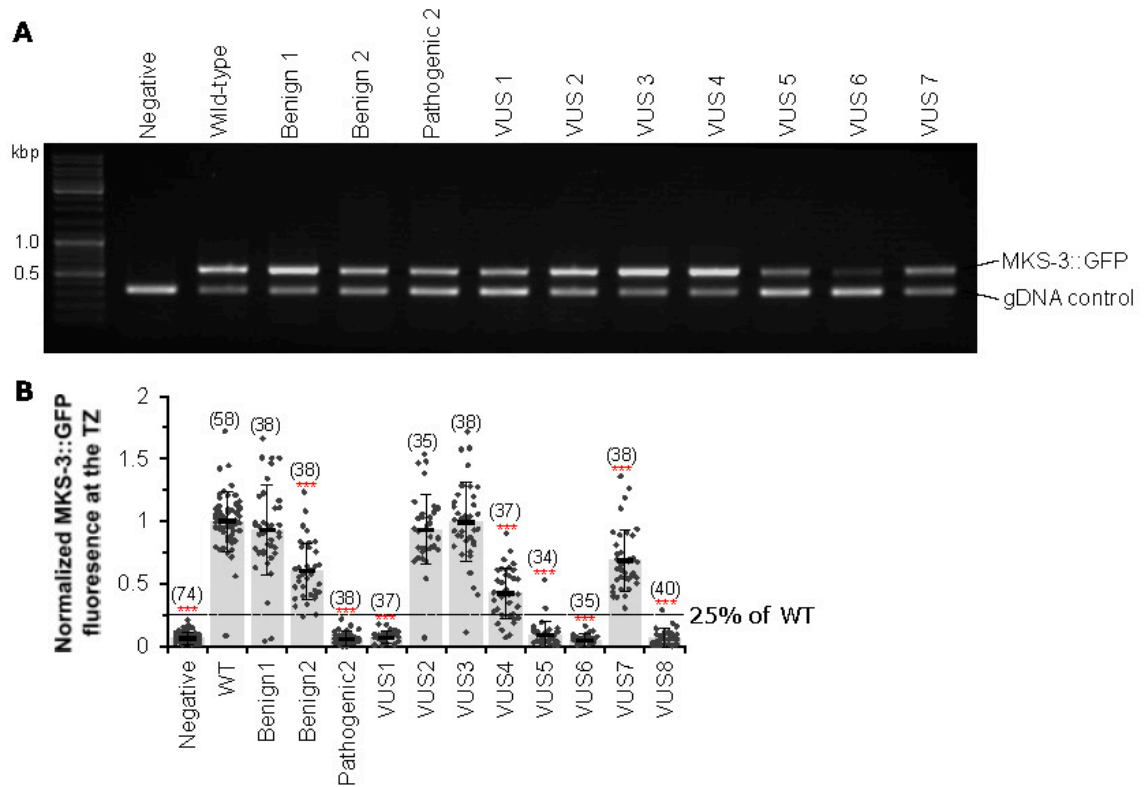 A
Negative
Wild-type
Benign 1
Benign 2
Pathogenic 2
VUS 1
VUS 2
VUS 3
VUS 4
VUS 5
VUS 6
VUS 7
kbp
1.0
0.5
MKS-3::GFP
gDNA control
B
Normalized MKS-3::GFP
fluoresence at the TZ
2
1.5
1
0.5
0
(74)
***
(58)
(38)
(38)
***
(38)
***
(37)
***
(35)
(38)
(37)
***
(34)
***
(35)
***
(38)
***
(40)
***
25% of WT
Negative
WT
Benign1
Benign2
Pathogenic2
VUS1
VUS2
VUS3
VUS4
VUS5
VUS6
VUS7
VUS8